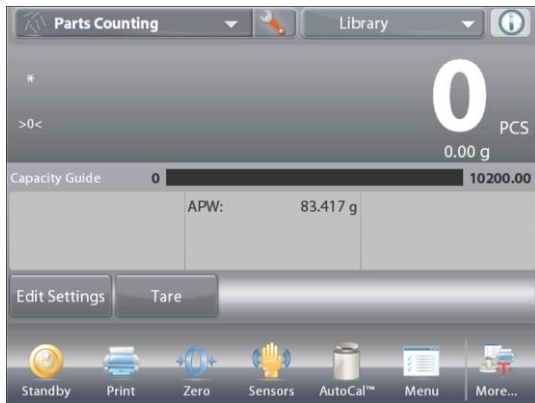 Parts Counting
Library
*
0
>0<
PCS
0.00 g
Capacity Guide 0 10200.00
APW: 83.417 g
Edit Settings Tare
Standby Print Zero Sensors AutoCal™ Menu More...